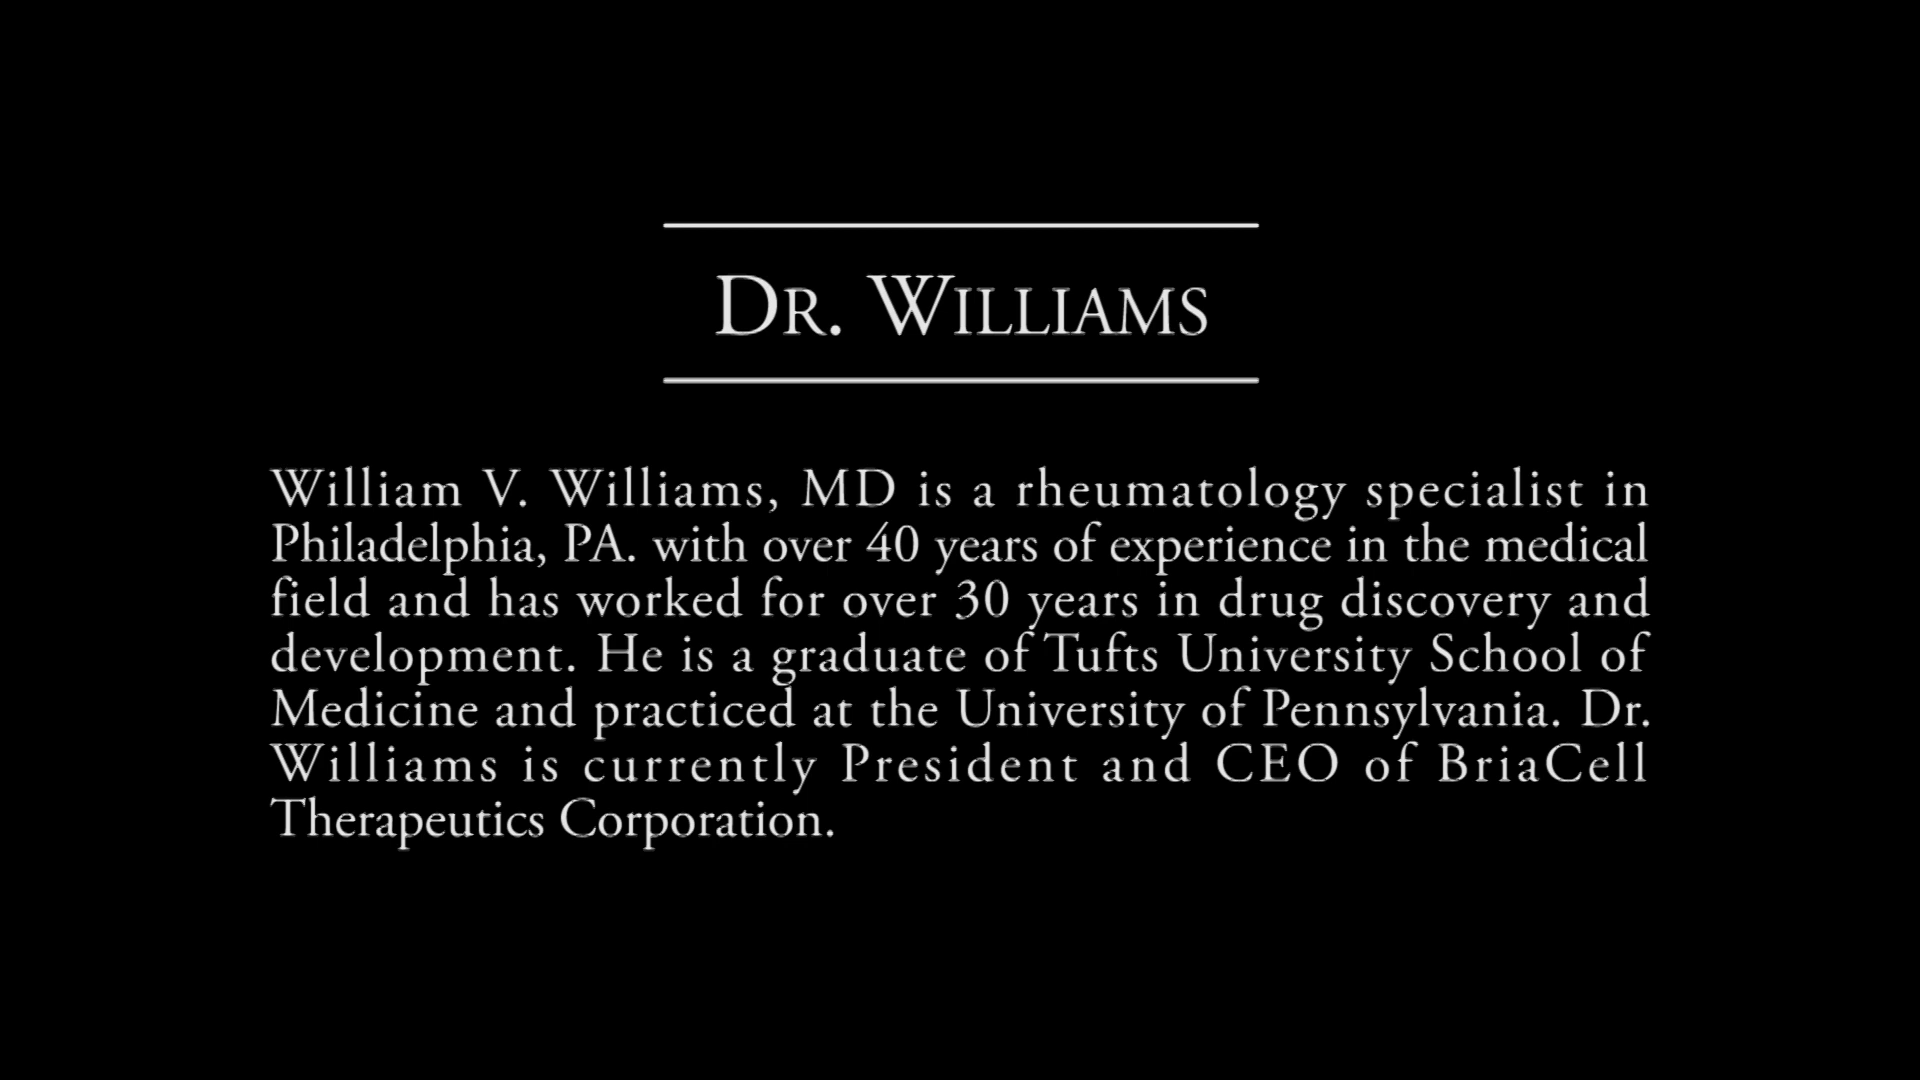 Dr. Williams
William V. Williams, MD is a rheumatology specialist in
Philadelphia, PA. with over 40 years of experience in the medical
field and has worked for over 30 years in drug discovery and
development. He is a graduate of Tufts University School of
Medicine and practiced at the University of Pennsylvania. Dr.
Williams is currently President and CEO of BriaCell
Therapeutics Corporation.